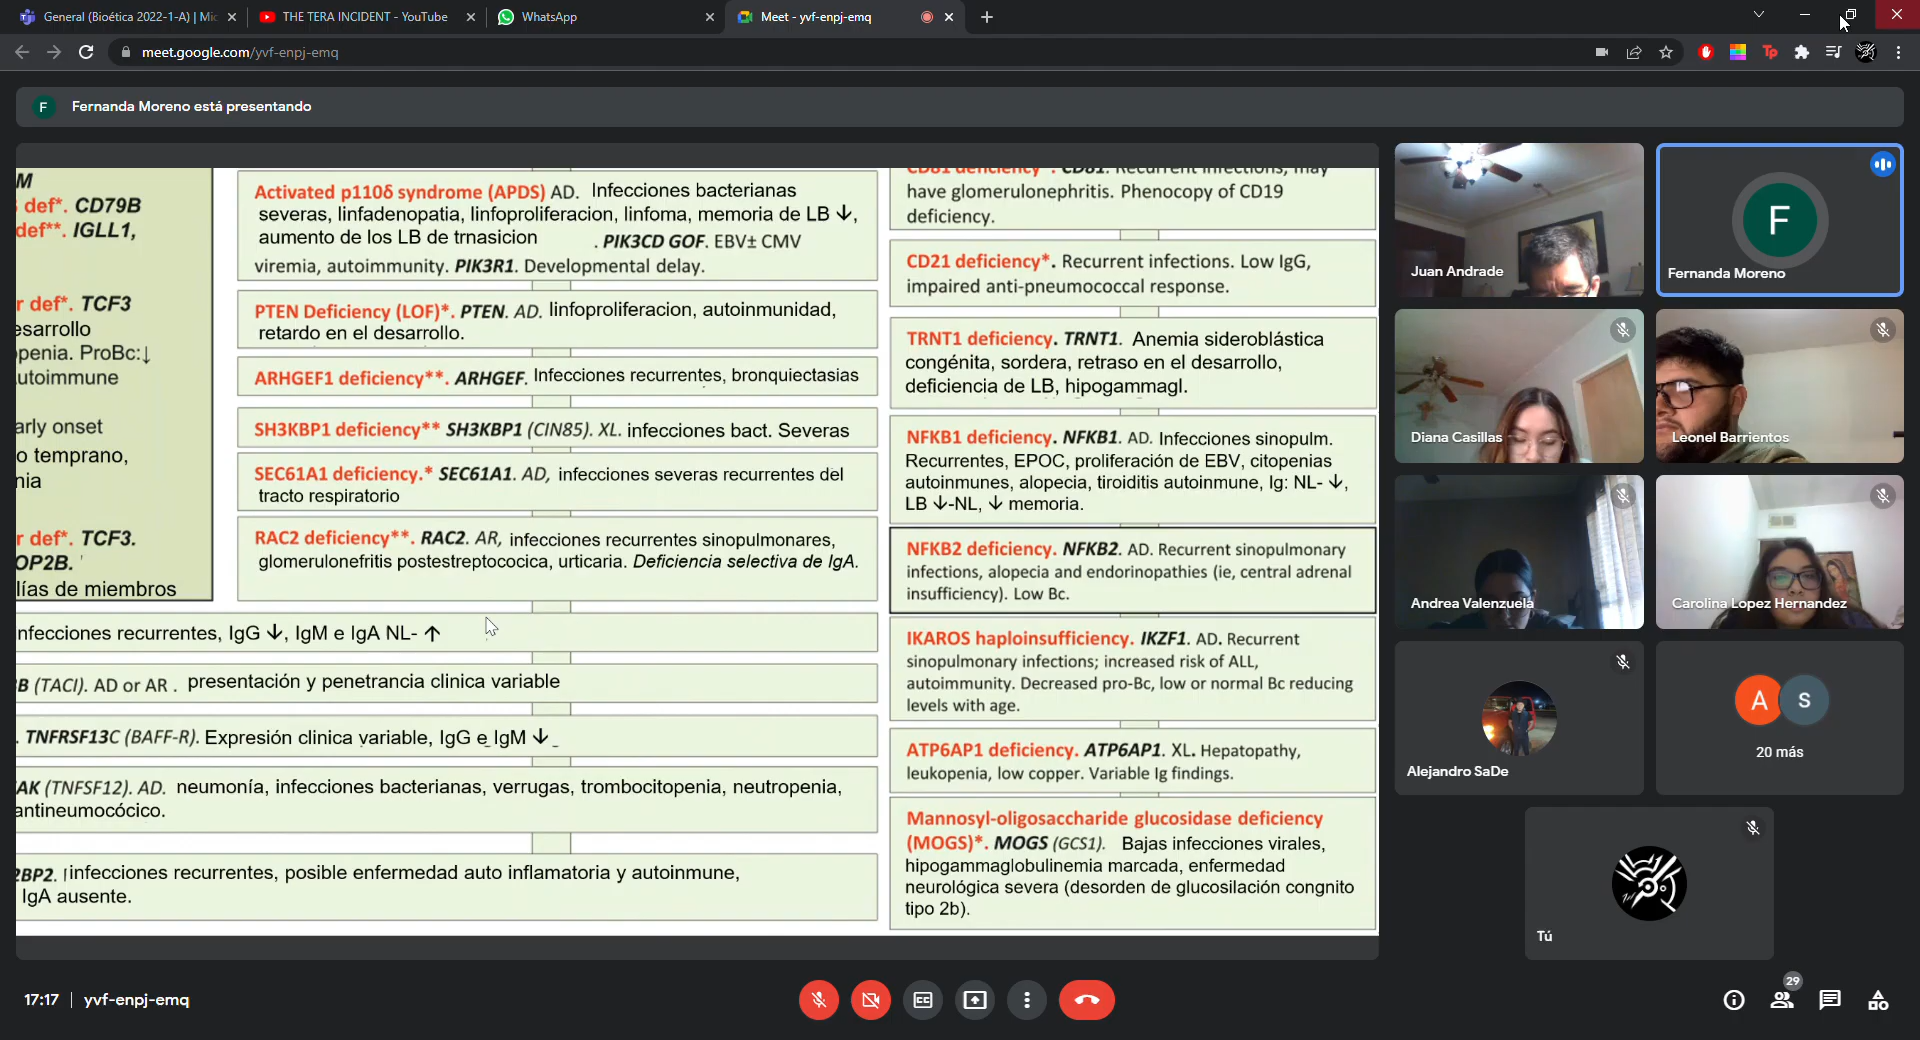 General (Bioética 2022-1-A) | Mic
THE TERA INCIDENT - YouTube
WhatsApp
Meet - yvf-enpj-emq
meet.google.com/yvf-enpj-emq
F
Fernanda Moreno está presentando
M
def*. CD79B
def**. IGLL1,
r def*. TCF3
esarrollo
openia. ProBc:↓
utoimmune
arly onset
o temprano,
nia
r def*. TCF3.
OP2B.
lías de miembros
Activated p110δ syndrome (APDS) AD. Infecciones bacterianas
severas, linfadenopatia, linfoproliferacion, linfoma, memoria de LB ↓,
aumento de los LB de trnasicion . PIK3CD GOF. EBV± CMV
viremia, autoimmunity. PIK3R1. Developmental delay.
PTEN Deficiency (LOF)*. PTEN. AD. linfoproliferacion, autoinmunidad,
retardo en el desarrollo.
ARHGEF1 deficiency**. ARHGEF. Infecciones recurrentes, bronquiectasias
SH3KBP1 deficiency** SH3KBP1 (CIN85). XL. infecciones bact. Severas
SEC61A1 deficiency.* SEC61A1. AD, infecciones severas recurrentes del
tracto respiratorio
RAC2 deficiency**. RAC2. AR, infecciones recurrentes sinopulmonares,
glomerulonefritis postestreptococica, urticaria. Deficiencia selectiva de IgA.
nfecciones recurrentes, IgG ↓, IgM e IgA NL- ↑
B (TACI). AD or AR . presentación y penetrancia clinica variable
. TNFRSF13C (BAFF-R). Expresión clinica variable, IgG e IgM ↓
AK (TNFSF12). AD. neumonía, infecciones bacterianas, verrugas, trombocitopenia, neutropenia,
antineumocócico.
2BP2. infecciones recurrentes, posible enfermedad auto inflamatoria y autoinmune,
IgA ausente.
CD81 deficiency*. CD81. Recurrent infections, may
have glomerulonephritis. Phenocopy of CD19
deficiency.
CD21 deficiency*. Recurrent infections. Low IgG,
impaired anti-pneumococcal response.
TRNT1 deficiency. TRNT1. Anemia sideroblástica
congénita, sordera, retraso en el desarrollo,
deficiencia de LB, hipogammagl.
NFKB1 deficiency. NFKB1. AD. Infecciones sinopulm.
Recurrentes, EPOC, proliferación de EBV, citopenias
autoinmunes, alopecia, tiroiditis autoinmune, Ig: NL- ↓,
LB ↓-NL, ↓ memoria.
NFKB2 deficiency. NFKB2. AD. Recurrent sinopulmonary
infections, alopecia and endorinopathies (ie, central adrenal
insufficiency). Low Bc.
IKAROS haploinsufficiency. IKZF1. AD. Recurrent
sinopulmonary infections; increased risk of ALL,
autoimmunity. Decreased pro-Bc, low or normal Bc reducing
levels with age.
ATP6AP1 deficiency. ATP6AP1. XL. Hepatopathy,
leukopenia, low copper. Variable Ig findings.
Mannosyl-oligosaccharide glucosidase deficiency
(MOGS)*. MOGS (GCS1). Bajas infecciones virales,
hipogammaglobulinemia marcada, enfermedad
neurológica severa (desorden de glucosilación congnito
tipo 2b).
Juan Andrade
F
Fernanda Moreno
Diana Casillas
Leonel Barrientos
Andrea Valenzuela
Carolina Lopez Hernandez
Alejandro SaDe
A S
20 más
Tú
17:17 | yvf-enpj-emq
29